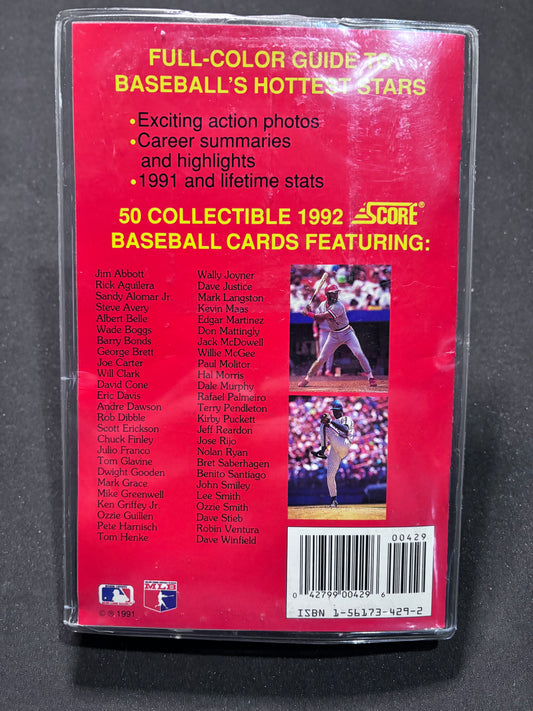 FULL-COLOR GUIDE TO
BASEBALL'S HOTTEST STARS
•Exciting action photos
•Career summaries
and highlights
•1991 and lifetime stats
50 COLLECTIBLE 1992 SCORE®
BASEBALL CARDS FEATURING:
Jim Abbott
Rick Aguilera
Sandy Alomar Jr.
Steve Avery
Albert Belle
Wade Boggs
Barry Bonds
George Brett
Joe Carter
Will Clark
David Cone
Eric Davis
Andre Dawson
Rob Dibble
Scott Erickson
Chuck Finley
Julio Franco
Tom Glavine
Dwight Gooden
Mark Grace
Mike Greenwell
Ken Griffey Jr.
Ozzie Guillen
Pete Harnisch
Tom Henke
Wally Joyner
Dave Justice
Mark Langston
Kevin Maas
Edgar Martinez
Don Mattingly
Jack McDowell
Willie McGee
Paul Molitor
Hal Morris
Dale Murphy
Rafael Palmeiro
Terry Pendleton
Kirby Puckett
Jeff Reardon
Jose Rijo
Nolan Ryan
Bret Saberhagen
Benito Santiago
John Smiley
Lee Smith
Ozzie Smith
Dave Stieb
Robin Ventura
Dave Winfield
MLB
© ® 1991
00429
0 42799 00429 6
ISBN 1-56173-429-2